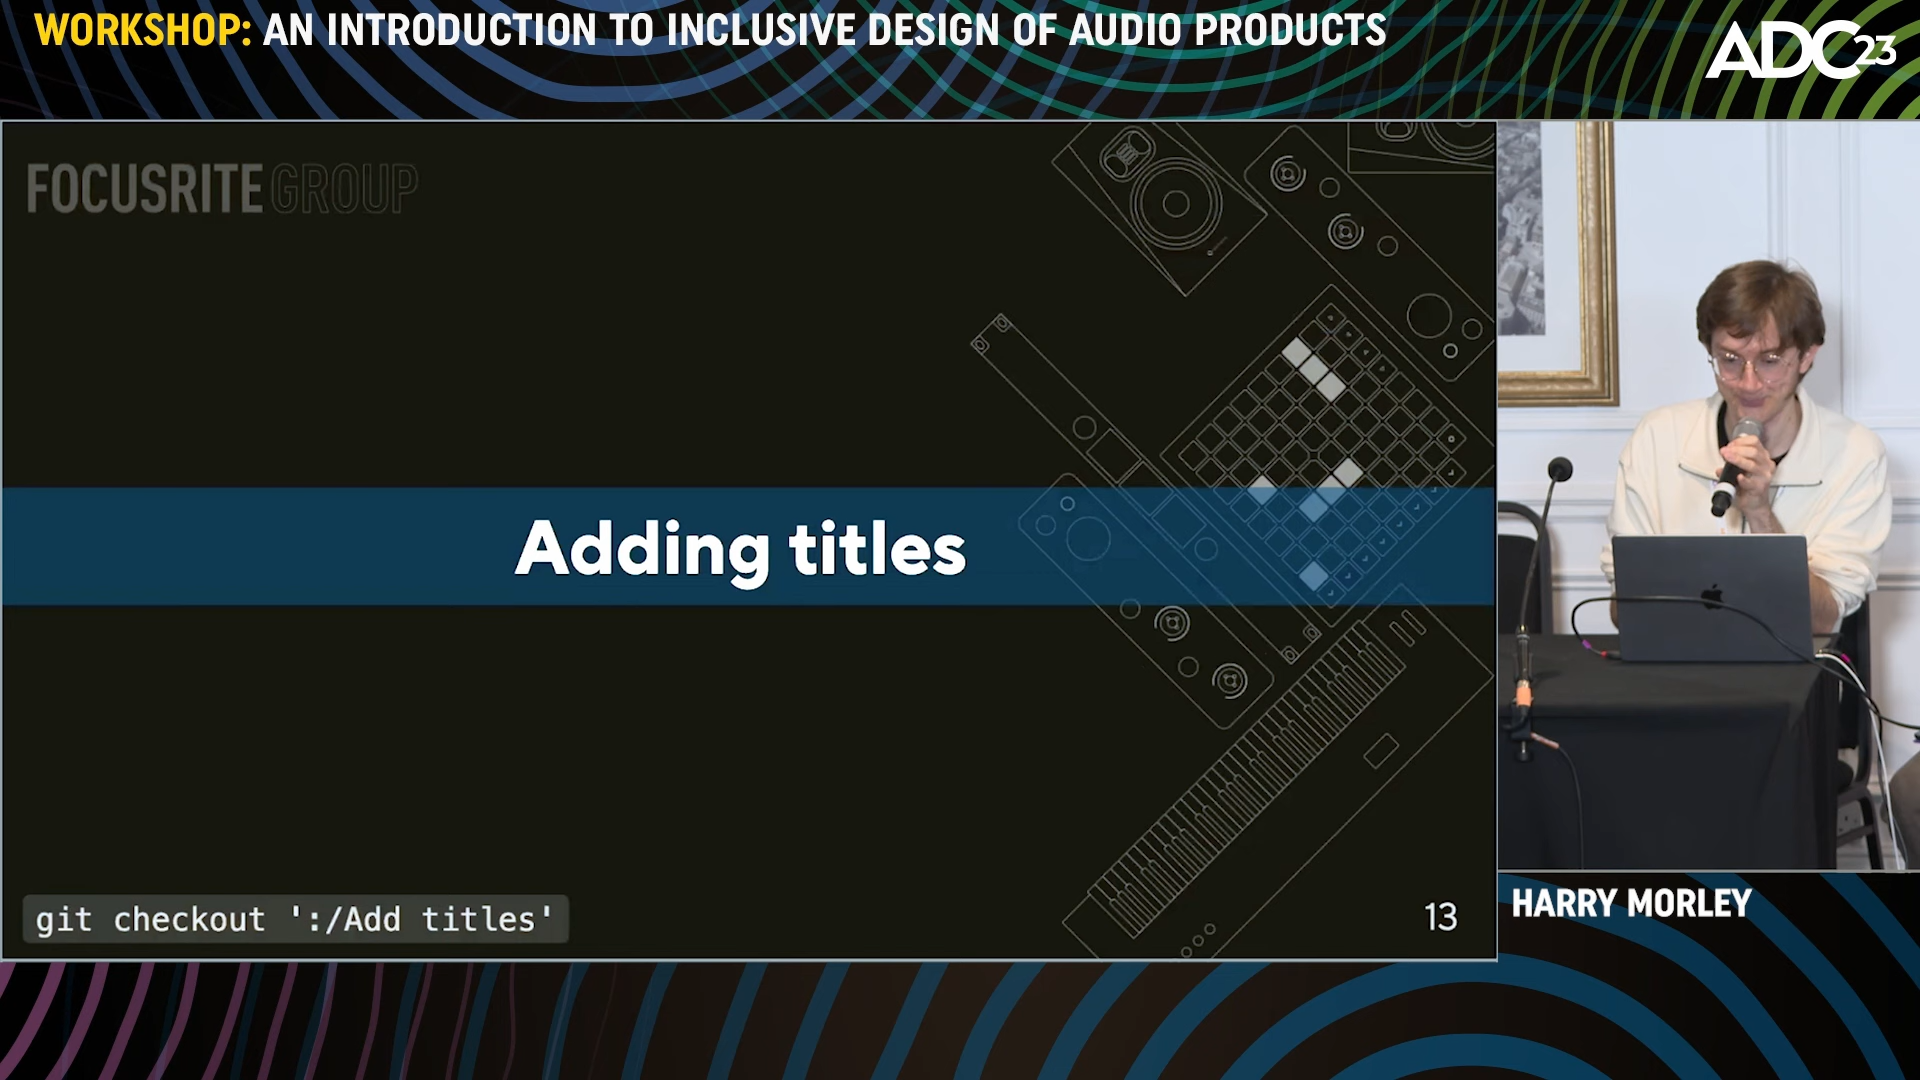 WORKSHOP: AN INTRODUCTION TO INCLUSIVE DESIGN OF AUDIO PRODUCTS
ADC23
FOCUSRITE GROUP
Adding titles
git checkout ':/Add titles'
13
HARRY MORLEY